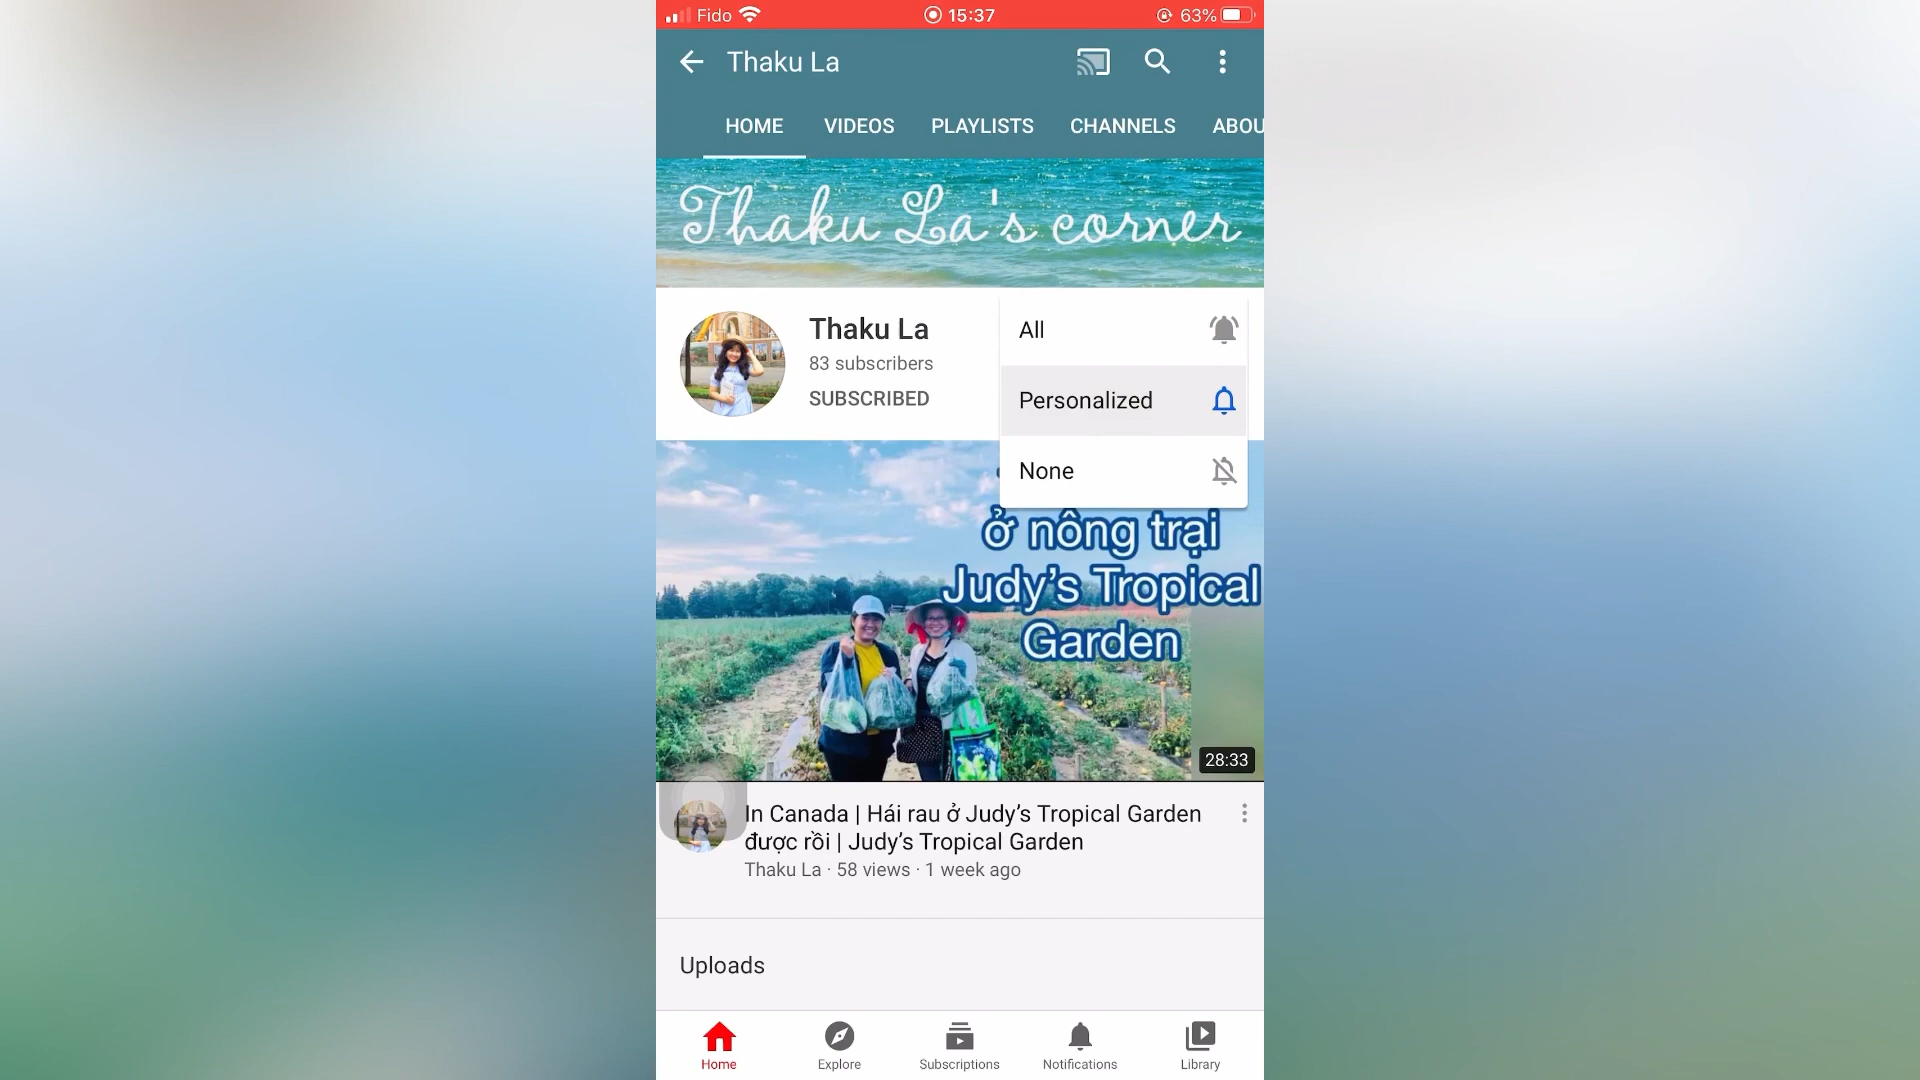 Fido
15:37
63%
Thaku La
HOME
VIDEOS
PLAYLISTS
CHANNELS
ABOU
Thaku La's corner
Thaku La
83 subscribers
SUBSCRIBED
All
Personalized
None
ở nông trại
Judy’s Tropical
Garden
28:33
In Canada | Hái rau ở Judy’s Tropical Garden
được rồi | Judy’s Tropical Garden
Thaku La · 58 views · 1 week ago
Uploads
Home
Explore
Subscriptions
Notifications
Library